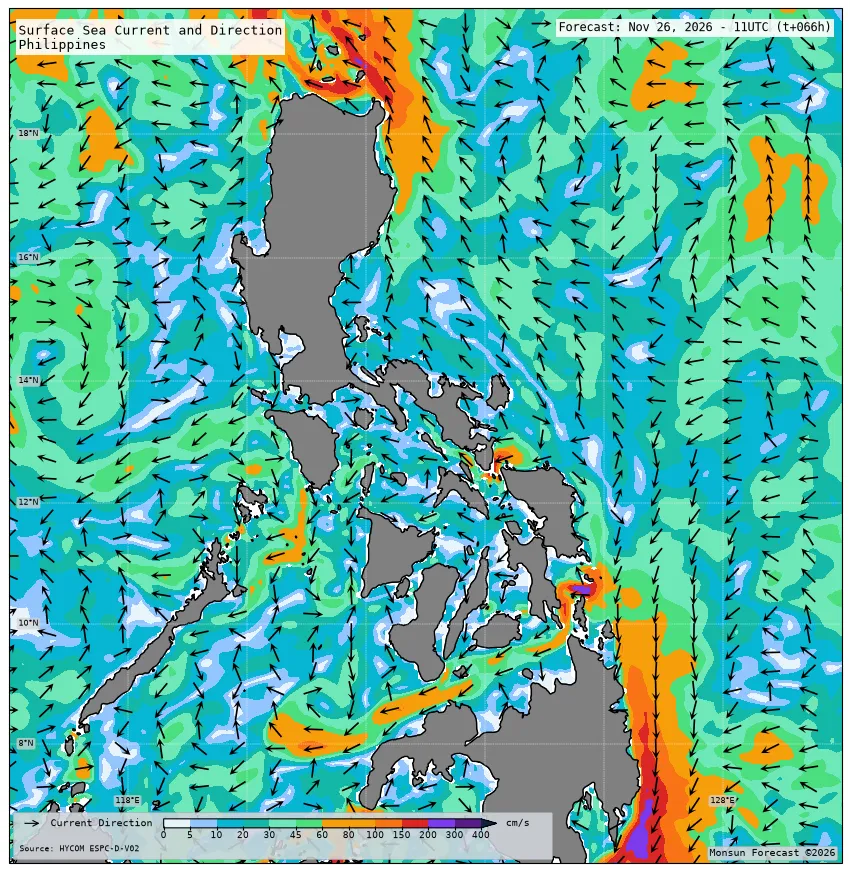 Surface Sea Current and Direction
Philippines
Forecast: Nov 26, 2026 - 11UTC (t+066h)
18°N
16°N
14°N
12°N
10°N
8°N
118°E
128°E
Current Direction
0 5 10 20 30 45 60 80 100 150 200 300 400 cm/s
Source: HYCOM ESPC-D-V02
Monsun Forecast ©2026